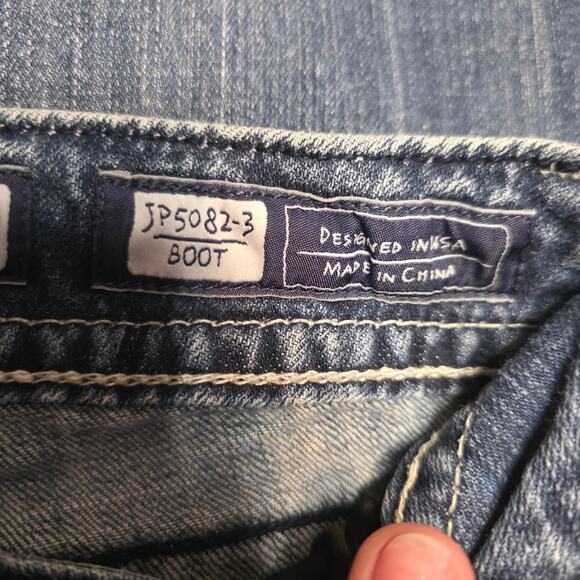 JP5082-3
BOOT
DESIGNED IN USA
MADE IN CHINA